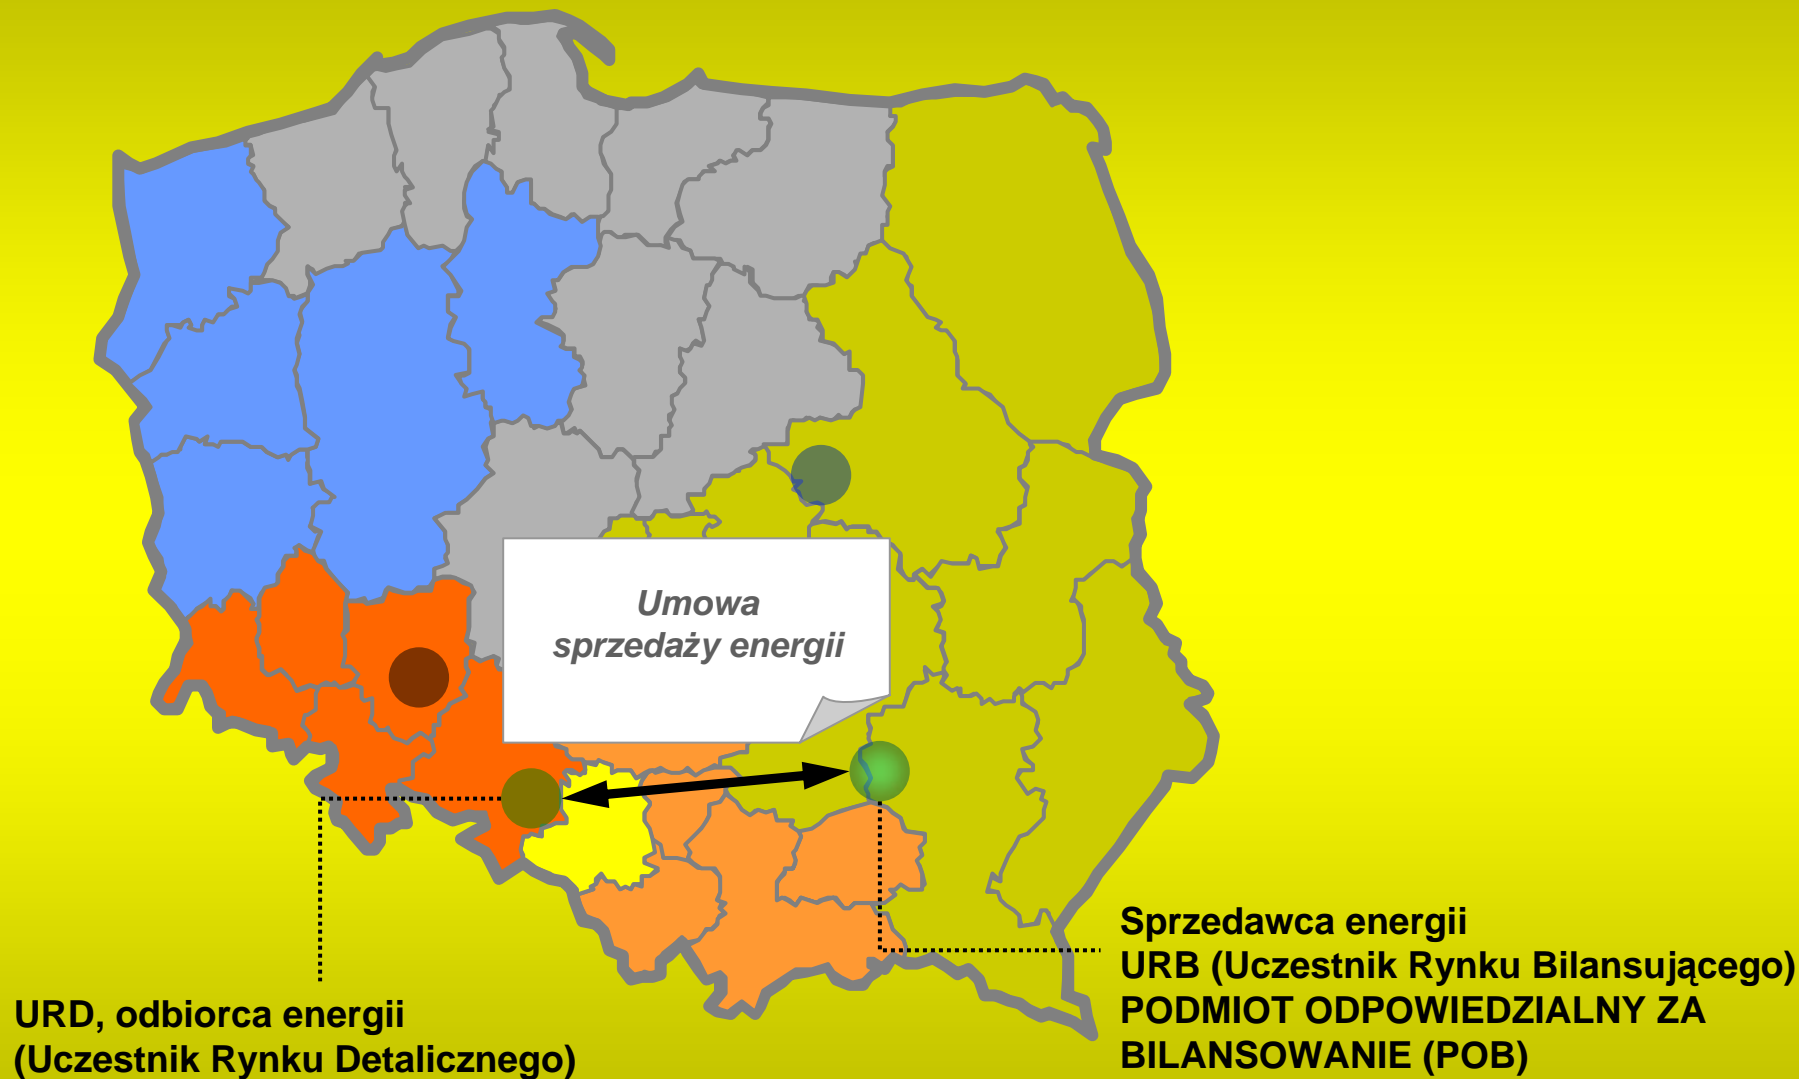 Umowa
sprzedaży energii
Sprzedawca energii
URB (Uczestnik Rynku Bilansującego)
PODMIOT ODPOWIEDZIALNY ZA
BILANSOWANIE (POB)
URD, odbiorca energii
(Uczestnik Rynku Detalicznego)